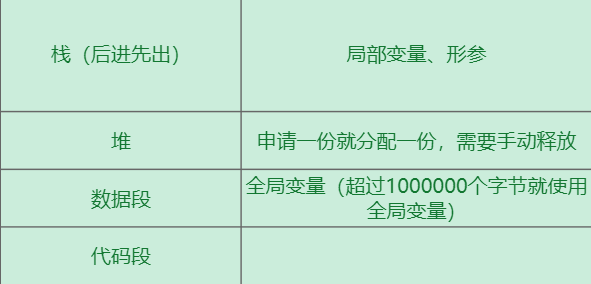 栈（后进先出）
局部变量、形参
堆
申请一份就分配一份，需要手动释放
数据段
全局变量（超过1000000个字节就使用
全局变量）
代码段